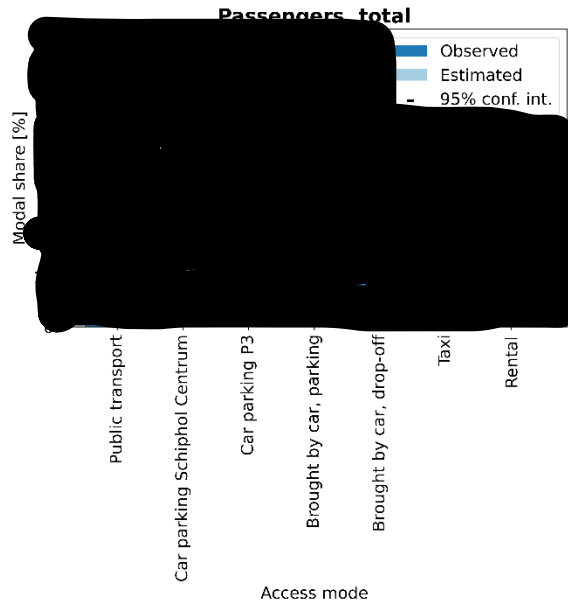 Passengers, total
Observed
Estimated
95% conf. int.
Modal share [%]
Public transport
Car parking Schiphol Centrum
Car parking P3
Brought by car, parking
Brought by car, drop-off
Taxi
Rental
Access mode